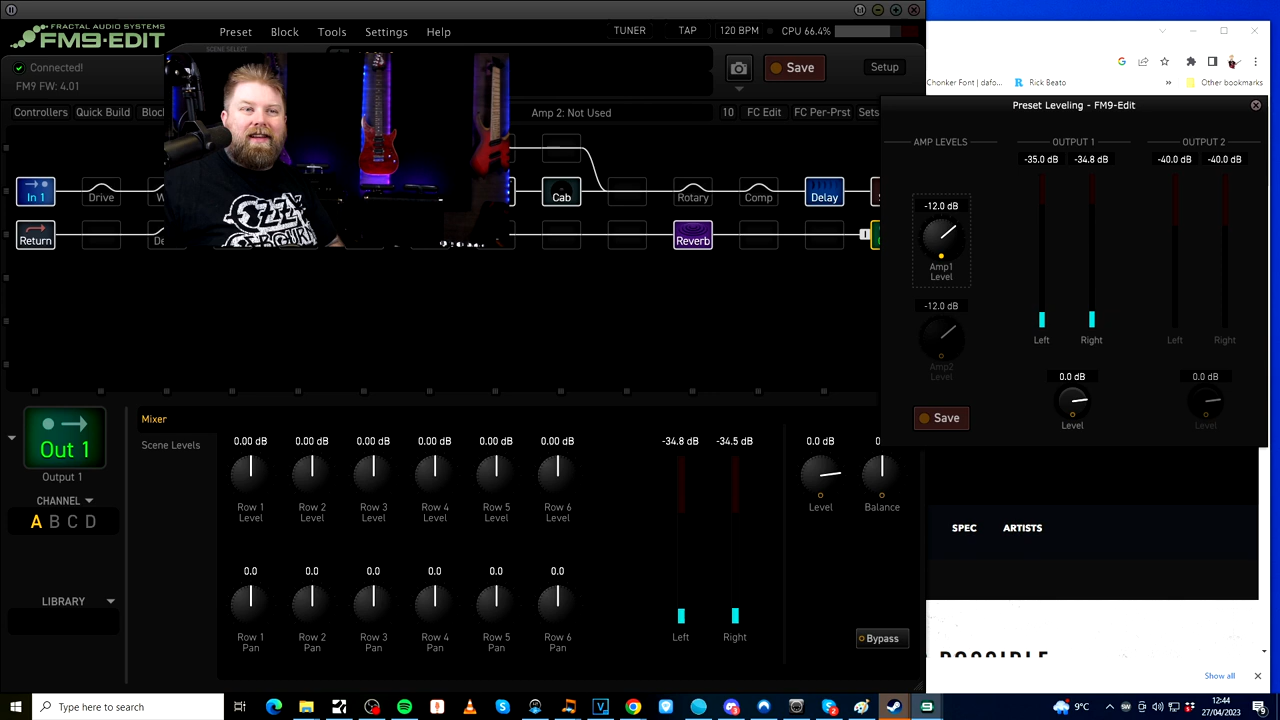 FRACTAL AUDIO SYSTEMS
FM9-EDIT
Preset Block Tools Settings Help
TUNER TAP 120 BPM CPU 66.4%
SCENE SELECT
Connected!
FM9 FW: 4.01
Save
Setup
Controllers Quick Build
Amp 2: Not Used
10 FC Edit FC Per-Prst
In 1
Drive
Cab
Rotary
Comp
Delay
Return
Reverb
Out 1
Output 1
CHANNEL
A B C D
LIBRARY
Mixer
Scene Levels
0.00 dB 0.00 dB 0.00 dB 0.00 dB 0.00 dB 0.00 dB
Row 1 Level
Row 2 Level
Row 3 Level
Row 4 Level
Row 5 Level
Row 6 Level
0.0 0.0 0.0 0.0 0.0 0.0
Row 1 Pan
Row 2 Pan
Row 3 Pan
Row 4 Pan
Row 5 Pan
Row 6 Pan
-34.8 dB -34.5 dB
Left Right
0.0 dB
Level Balance
Bypass
Chonker Font | dafo...
Rick Beato
Other bookmarks
Preset Leveling - FM9-Edit
AMP LEVELS OUTPUT 1 OUTPUT 2
-35.0 dB -34.8 dB -40.0 dB -40.0 dB
-12.0 dB
Amp1 Level
-12.0 dB
Amp2 Level
Left Right Left Right
0.0 dB 0.0 dB
Save
Level Level
SPEC ARTISTS
Show all
Type here to search
9°C
12:44
27/04/2023